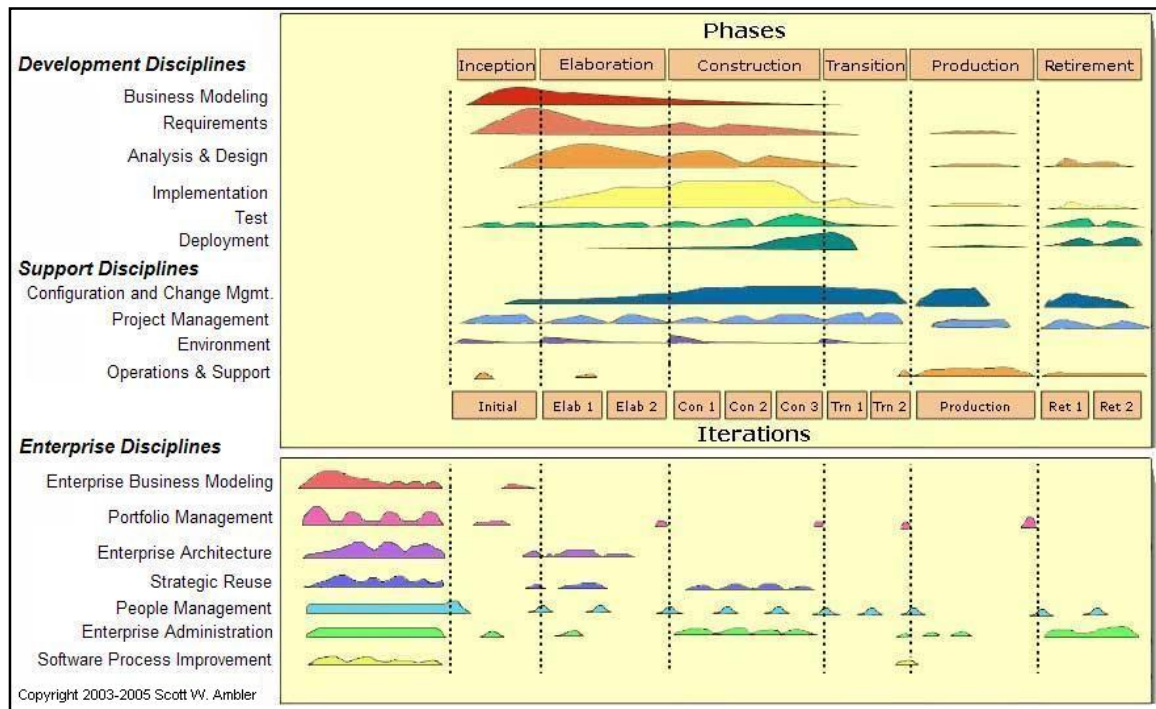 Phases
Development Disciplines
Inception Elaboration Construction Transition Production Retirement
Business Modeling
Requirements
Analysis & Design
Implementation
Test
Deployment
Support Disciplines
Configuration and Change Mgmt.
Project Management
Environment
Operations & Support
Initial Elab 1 Elab 2 Con 1 Con 2 Con 3 Trn 1 Trn 2 Production Ret 1 Ret 2
Iterations
Enterprise Disciplines
Enterprise Business Modeling
Portfolio Management
Enterprise Architecture
Strategic Reuse
People Management
Enterprise Administration
Software Process Improvement
Copyright 2003-2005 Scott W. Ambler